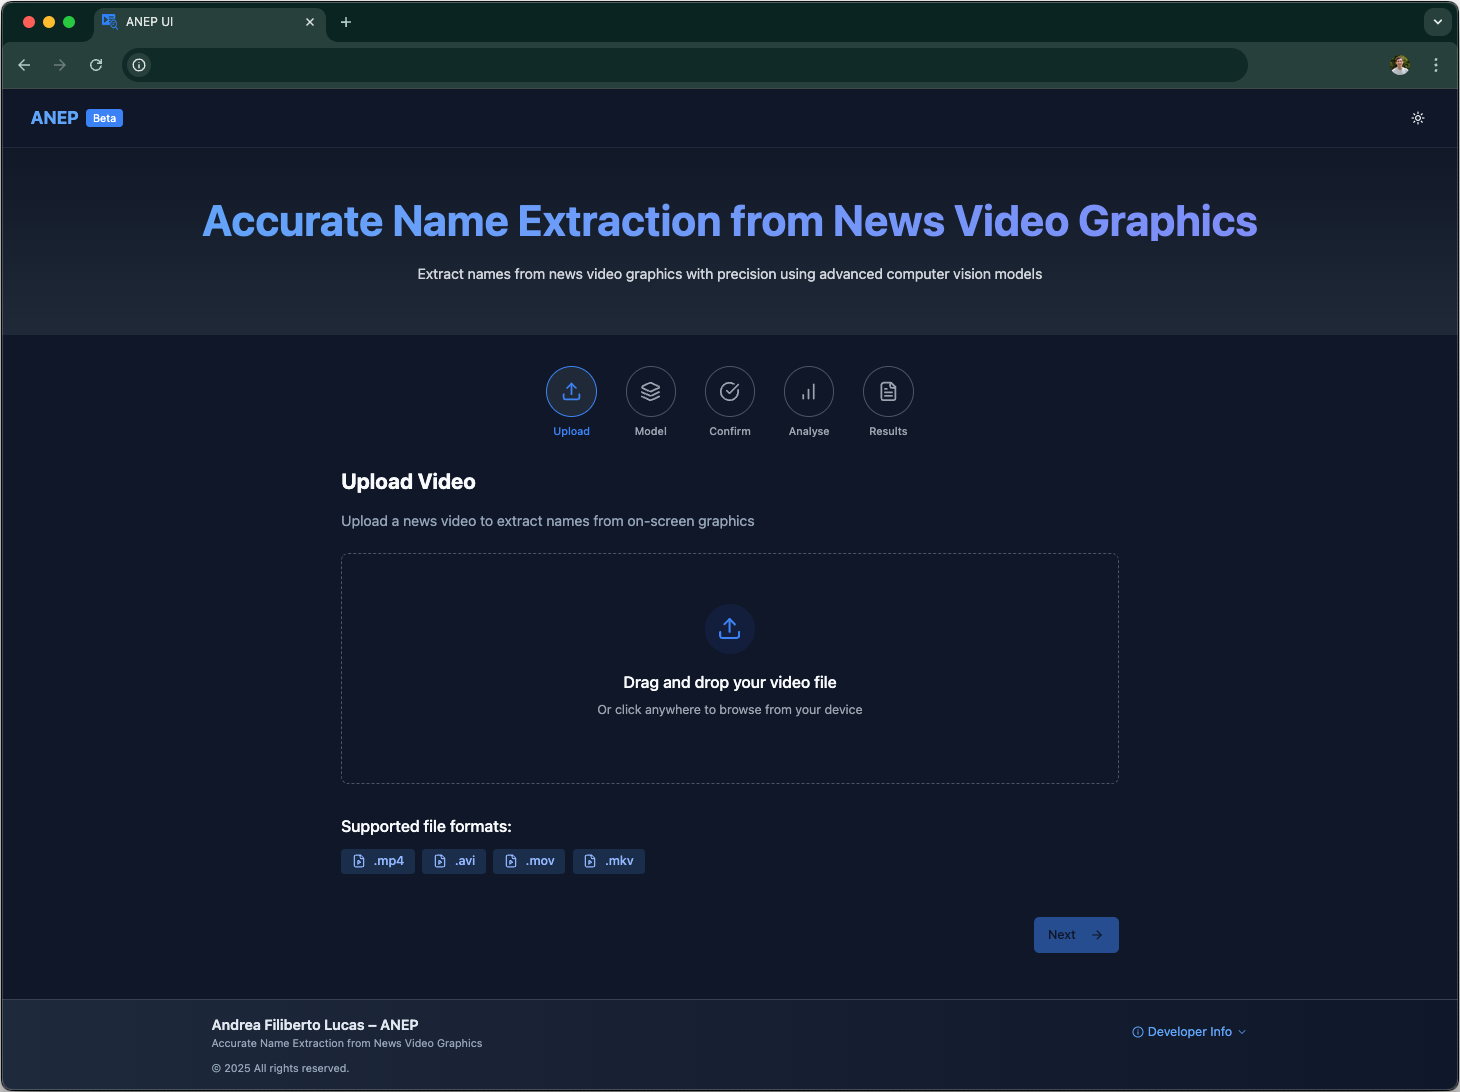 ANEP UI
ANEP Beta
Accurate Name Extraction from News Video Graphics
Extract names from news video graphics with precision using advanced computer vision models
Upload Model Confirm Analyse Results
Upload Video
Upload a news video to extract names from on-screen graphics
Drag and drop your video file
Or click anywhere to browse from your device
Supported file formats:
.mp4 .avi .mov .mkv
Next
Andrea Filiberto Lucas – ANEP
Accurate Name Extraction from News Video Graphics
Developer Info
© 2025 All rights reserved.